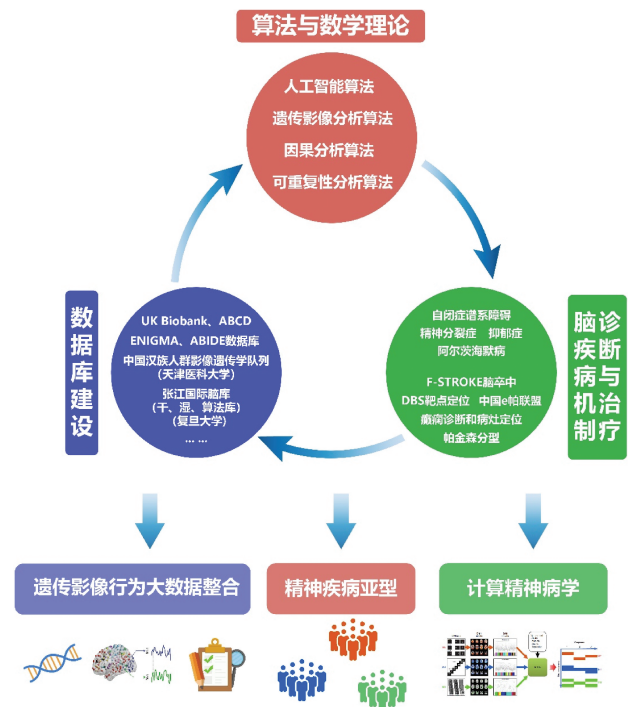 算法与数学理论
人工智能算法
遗传影像分析算法
因果分析算法
可重复性分析算法
数据库建设
UK Biobank、ABCD
ENIGMA、ABIDE数据库
中国汉族人群影像遗传学队列
（天津医科大学）
张江国际脑库
（干、湿、算法库）
（复旦大学）
... ...
自闭症谱系障碍
精神分裂症 抑郁症
阿尔茨海默病
F-STROKE脑卒中
DBS靶点定位 中国e帕联盟
癫痫诊断和病灶定位
帕金森分型
脑疾病机制
诊断与治疗
遗传影像行为大数据整合
精神疾病亚型
计算精神病学